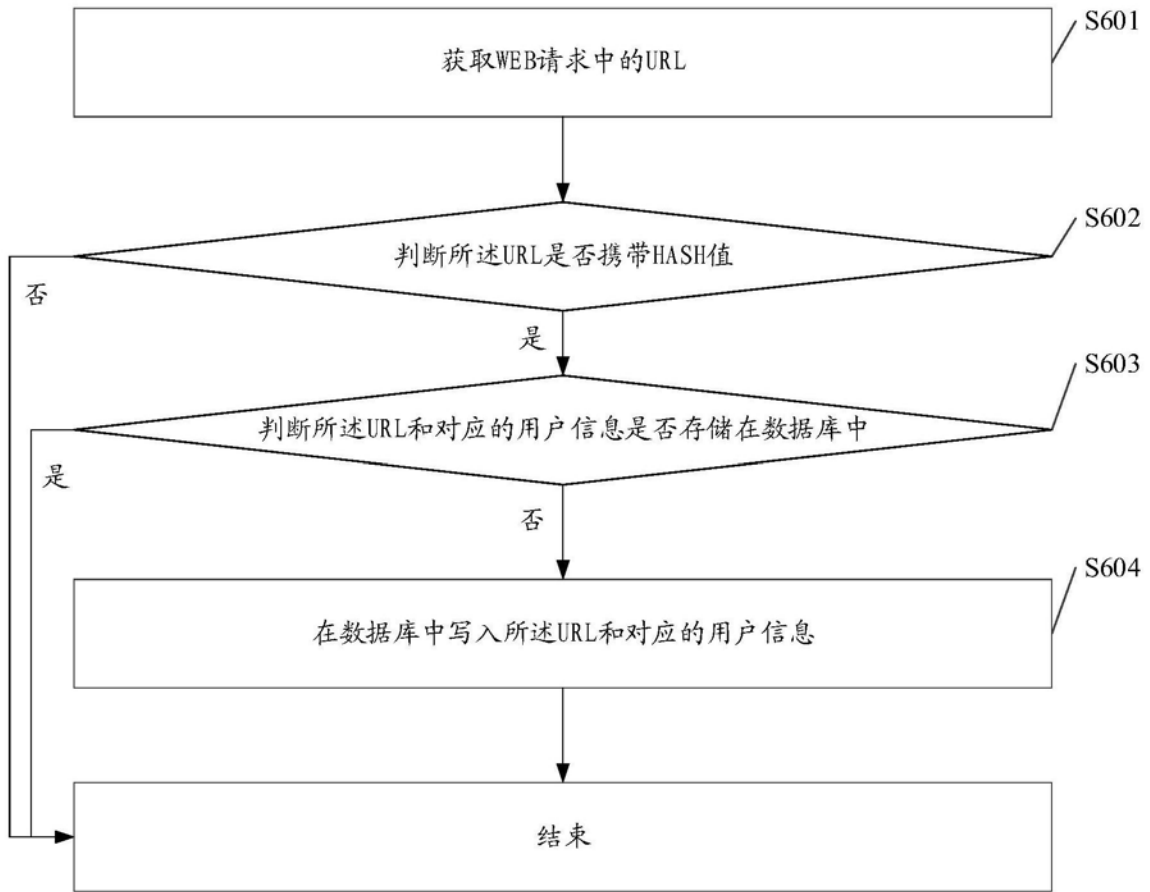 获取WEB请求中的URL
S601
判断所述URL是否携带HASH值
S602
否
是
S603
判断所述URL和对应的用户信息是否存储在数据库中
是
否
S604
在数据库中写入所述URL和对应的用户信息
结束